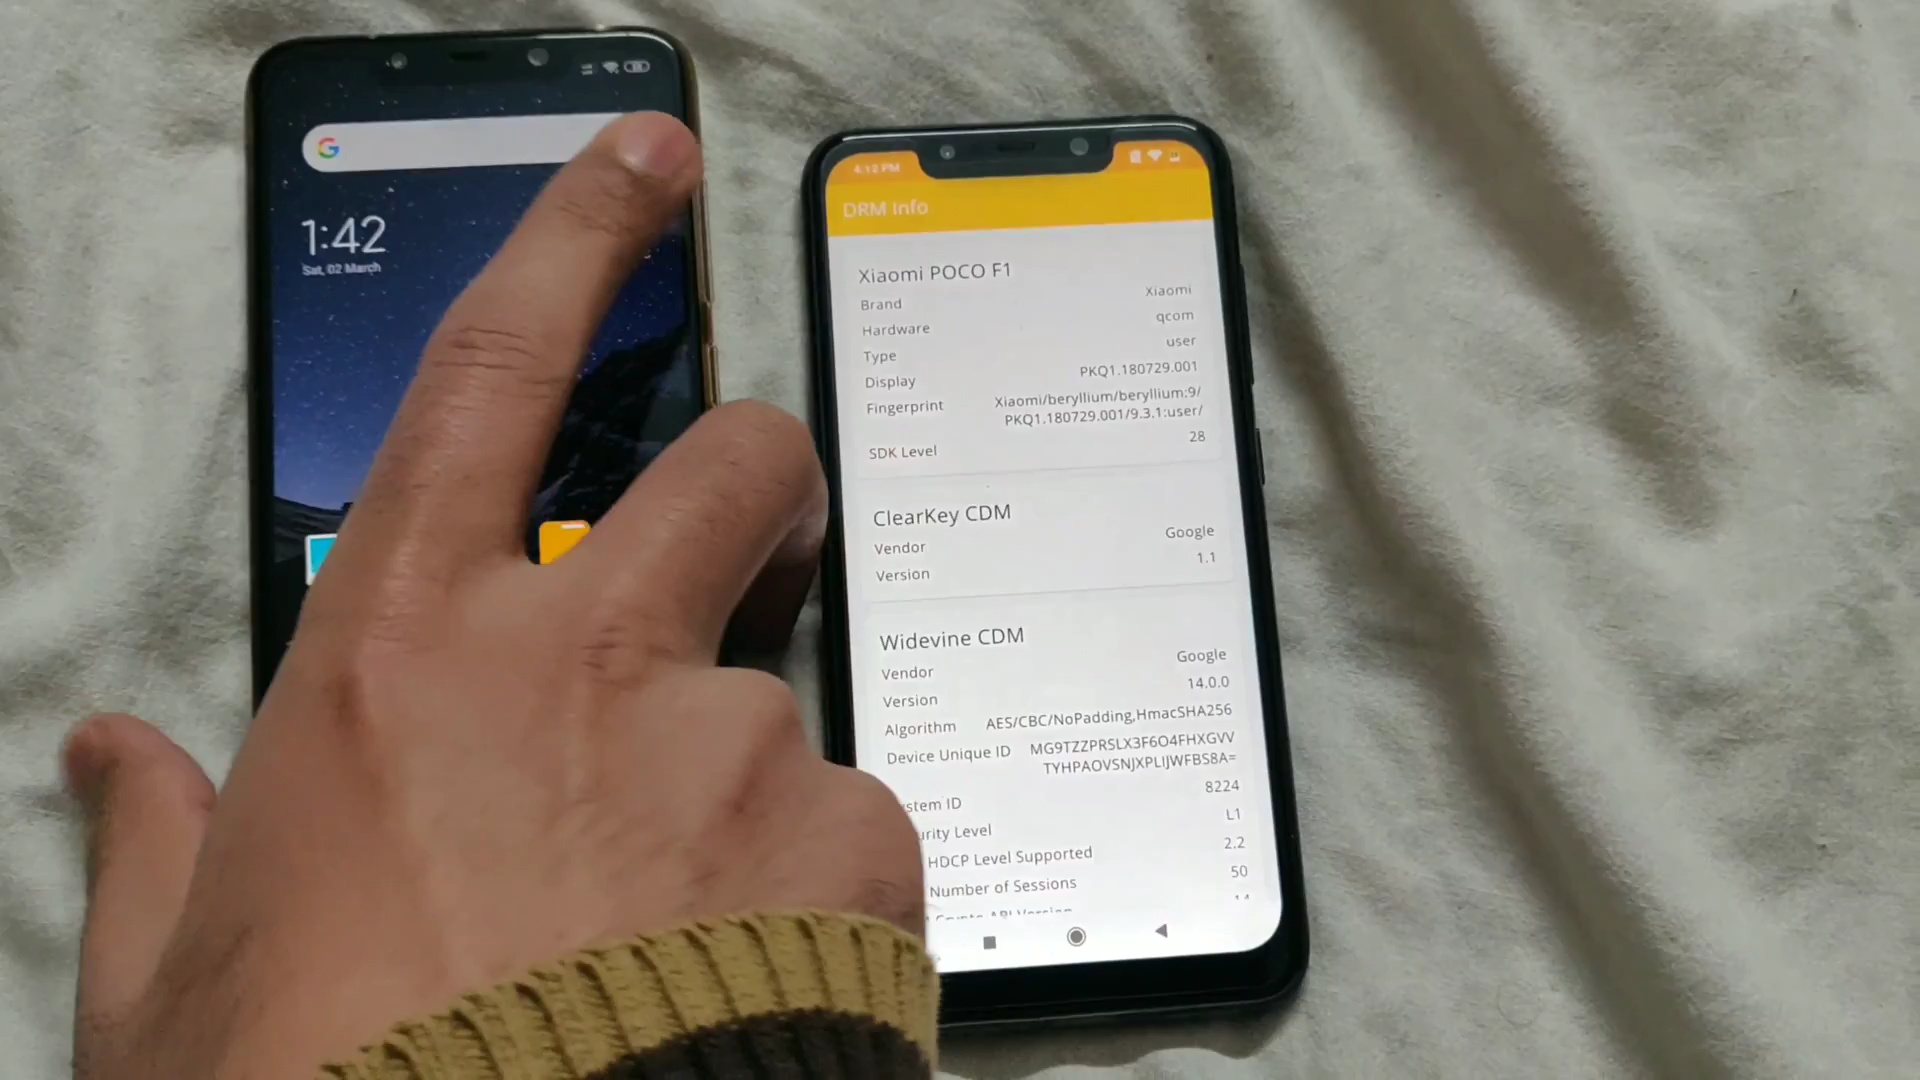 1:42
Sat, 02 March
4:12 PM
DRM Info
Xiaomi POCO F1
Brand Xiaomi
Hardware qcom
Type user
Display PKQ1.180729.001
Fingerprint Xiaomi/beryllium/beryllium:9/
PKQ1.180729.001/9.3.1:user/
SDK Level 28
ClearKey CDM
Vendor Google
Version 1.1
Widevine CDM
Vendor Google
Version 14.0.0
Algorithm AES/CBC/NoPadding,HmacSHA256
Device Unique ID MG9TZZPRSLX3F6O4FHXGVV
TYHPAOVSNJXPLIJWFBS8A=
stem ID 8224
urity Level L1
HDCP Level Supported 2.2
Number of Sessions 50